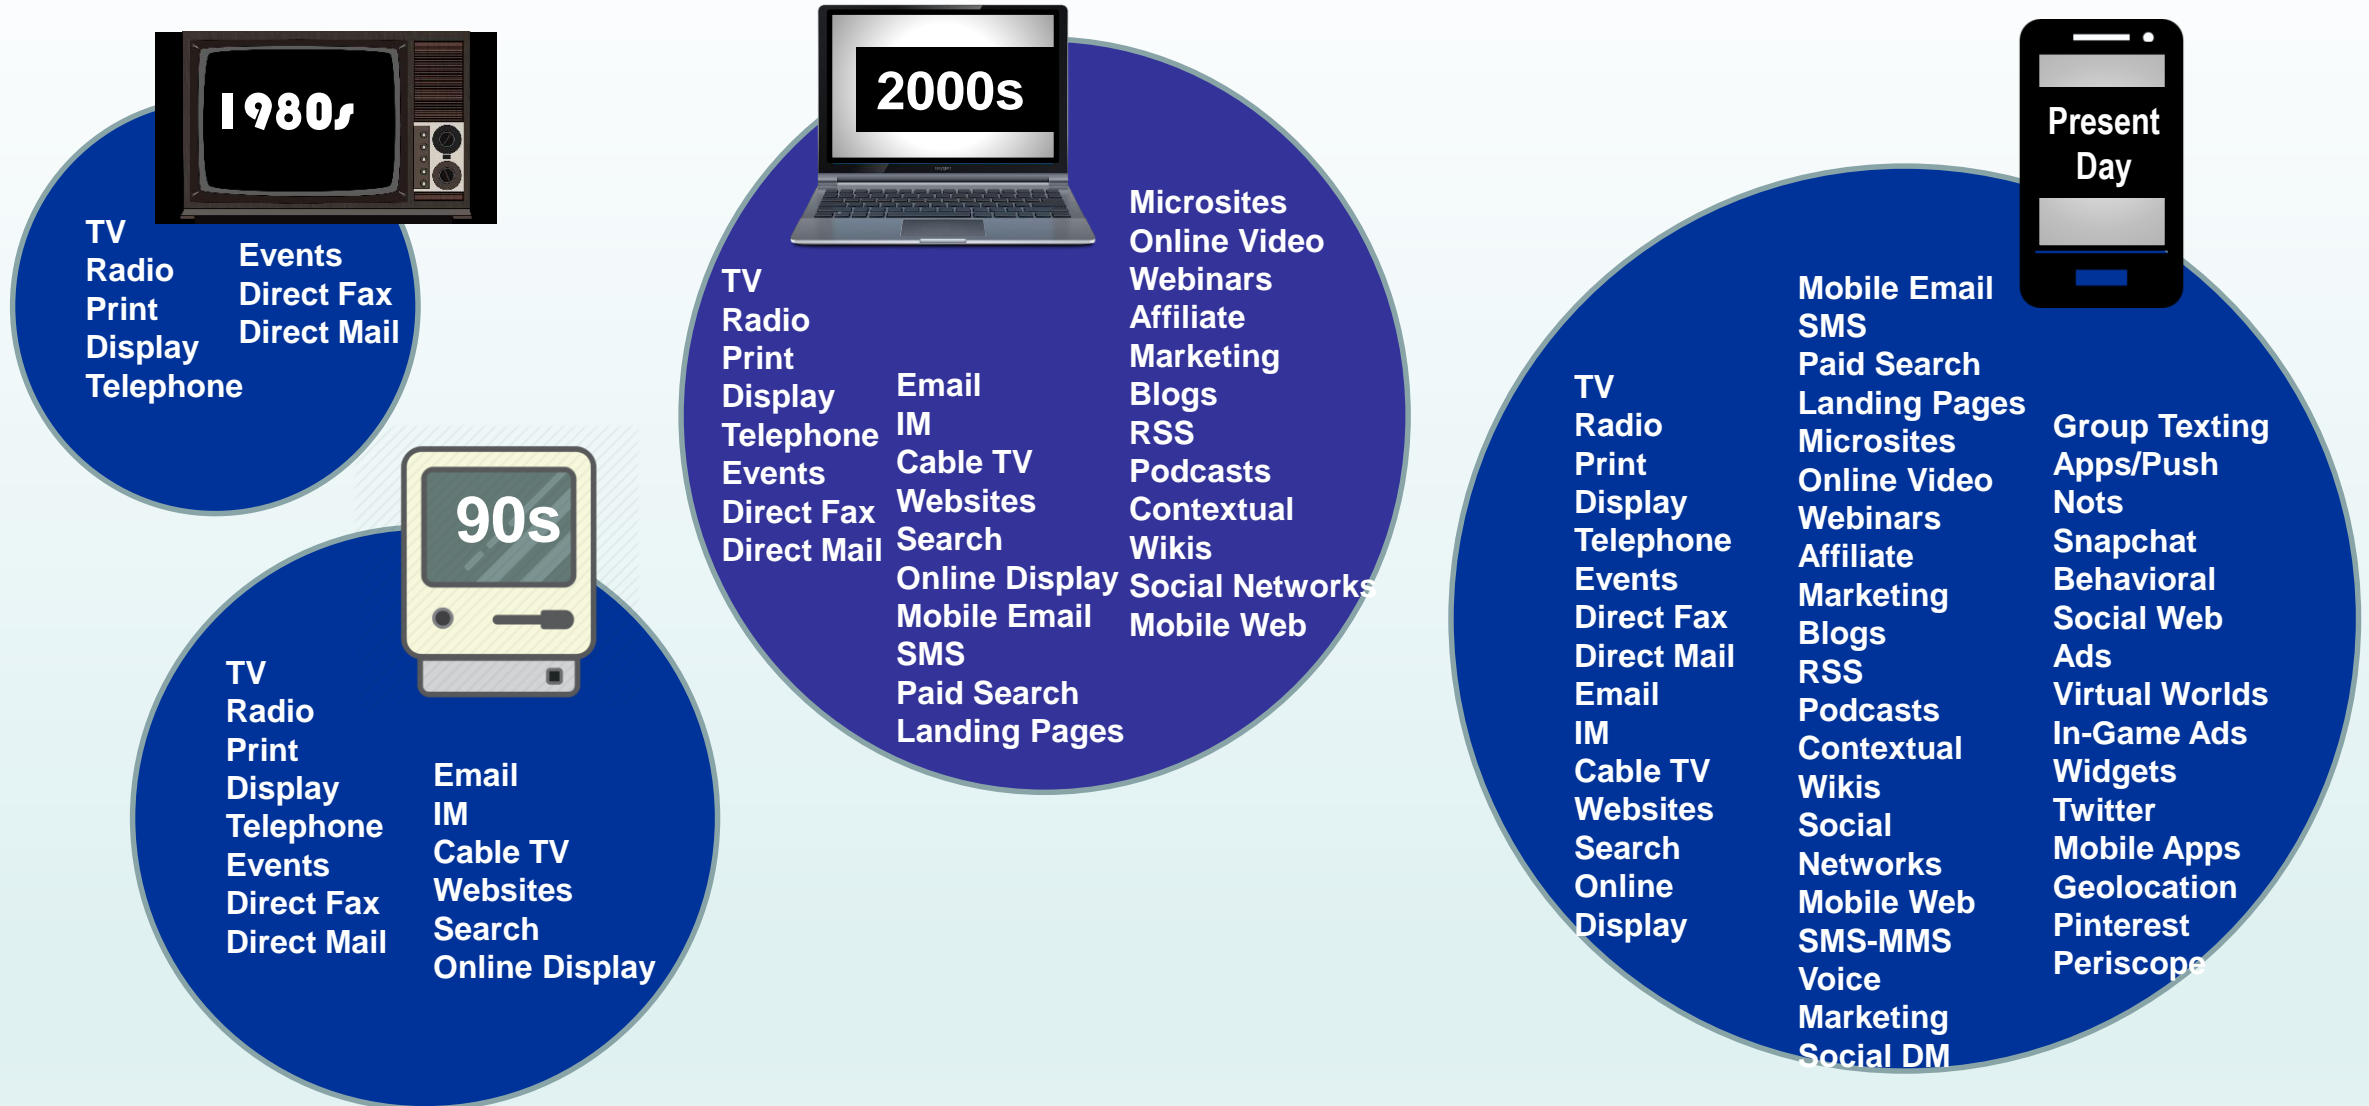 1980s
TV
Radio
Print
Display
Telephone
Events
Direct Fax
Direct Mail
90s
TV
Radio
Print
Display
Telephone
Events
Direct Fax
Direct Mail
Email
IM
Cable TV
Websites
Search
Online Display
2000s
TV
Radio
Print
Display
Telephone
Events
Direct Fax
Direct Mail
Email
IM
Cable TV
Websites
Search
Online Display
Mobile Email
SMS
Paid Search
Landing Pages
Microsites
Online Video
Webinars
Affiliate
Marketing
Blogs
RSS
Podcasts
Contextual
Wikis
Social Networks
Mobile Web
Present
Day
TV
Radio
Print
Display
Telephone
Events
Direct Fax
Direct Mail
Email
IM
Cable TV
Websites
Search
Online
Display
Mobile Email
SMS
Paid Search
Landing Pages
Microsites
Online Video
Webinars
Affiliate
Marketing
Blogs
RSS
Podcasts
Contextual
Wikis
Social
Networks
Mobile Web
SMS-MMS
Voice
Marketing
Social DM
Group Texting
Apps/Push
Nots
Snapchat
Behavioral
Social Web
Ads
Virtual Worlds
In-Game Ads
Widgets
Twitter
Mobile Apps
Geolocation
Pinterest
Periscope